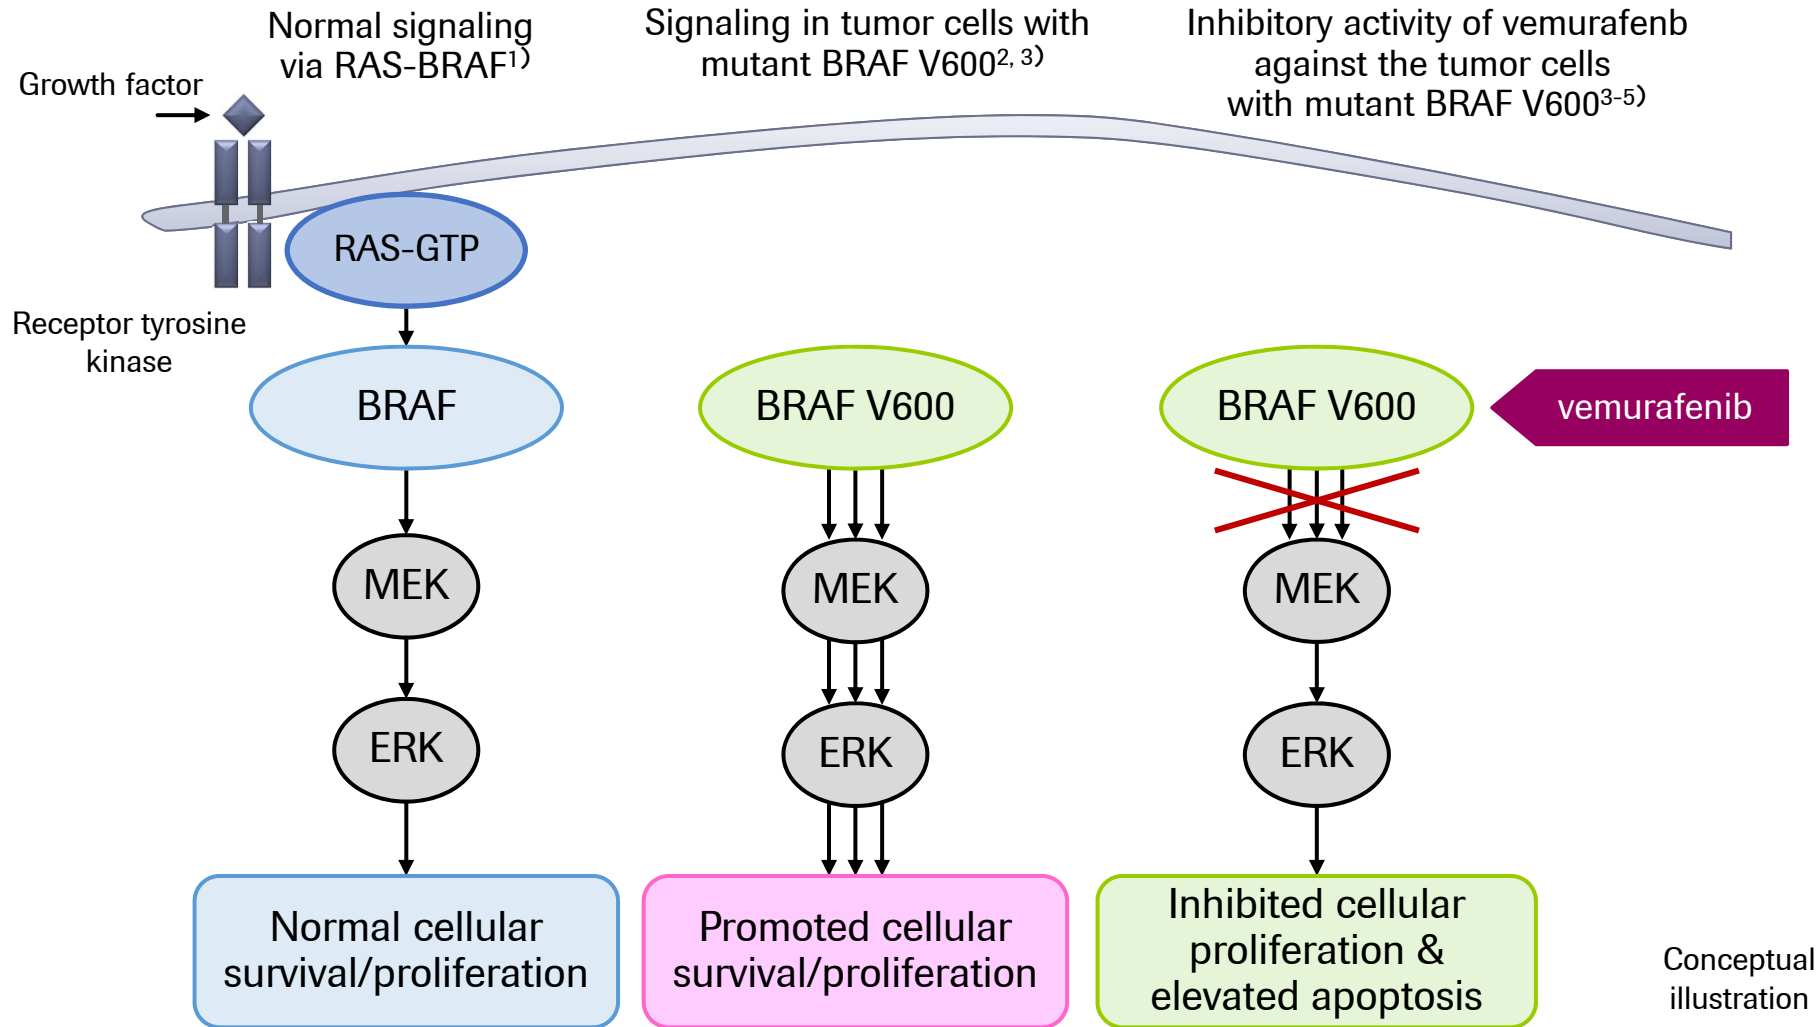 Normal signaling
via RAS-BRAF1)
Signaling in tumor cells with
mutant BRAF V6002, 3)
Inhibitory activity of vemurafenb
against the tumor cells
with mutant BRAF V6003-5)
Growth factor
RAS-GTP
Receptor tyrosine
kinase
BRAF
BRAF V600
BRAF V600
vemurafenib
MEK
MEK
MEK
ERK
ERK
ERK
Normal cellular
survival/proliferation
Promoted cellular
survival/proliferation
Inhibited cellular
proliferation &
elevated apoptosis
Conceptual
illustration